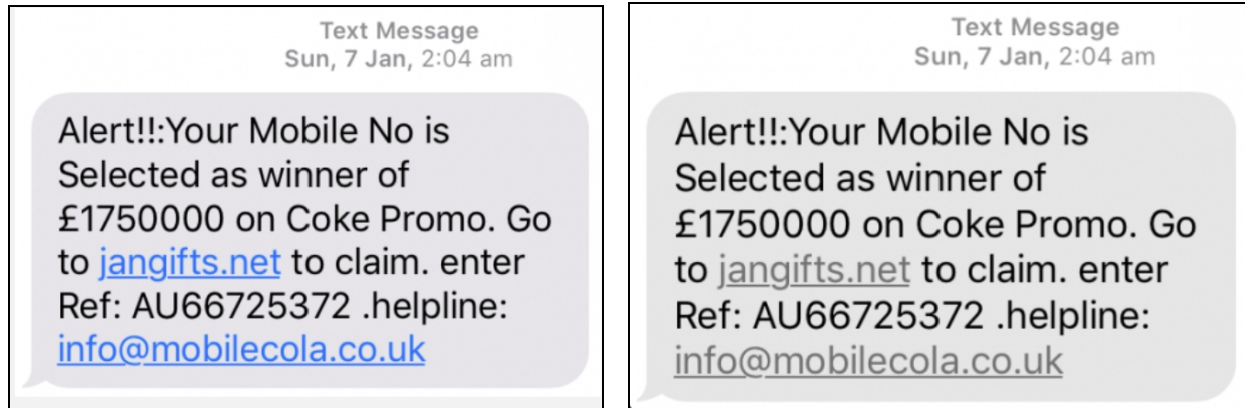 Text Message
Sun, 7 Jan, 2:04 am
Alert!!:Your Mobile No is
Selected as winner of
£1750000 on Coke Promo. Go
to jangifts.net to claim. enter
Ref: AU66725372 .helpline:
info@mobilecola.co.uk
Text Message
Sun, 7 Jan, 2:04 am
Alert!!:Your Mobile No is
Selected as winner of
£1750000 on Coke Promo. Go
to jangifts.net to claim. enter
Ref: AU66725372 .helpline:
info@mobilecola.co.uk